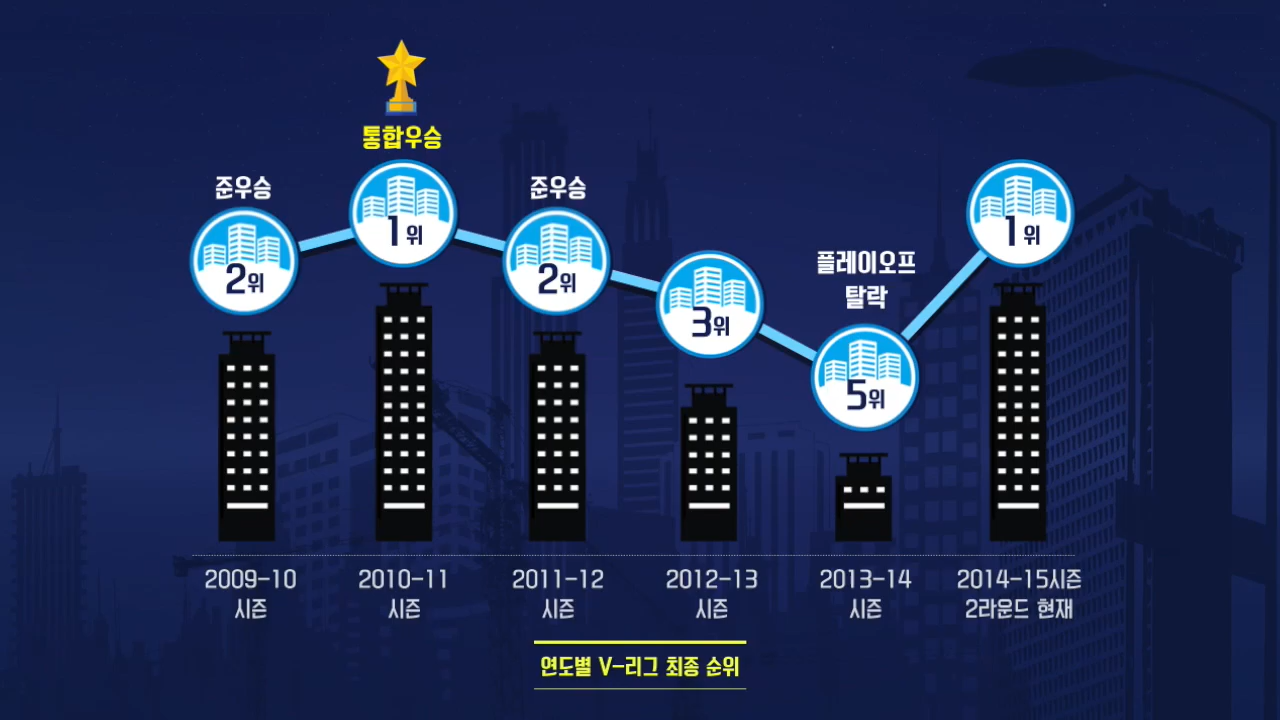 통합우승
준우승
준우승
1위
1위
2위
2위
플레이오프
탈락
3위
5위
2009-10
시즌
2010-11
시즌
2011-12
시즌
2012-13
시즌
2013-14
시즌
2014-15시즌
2라운드 현재
연도별 V-리그 최종 순위